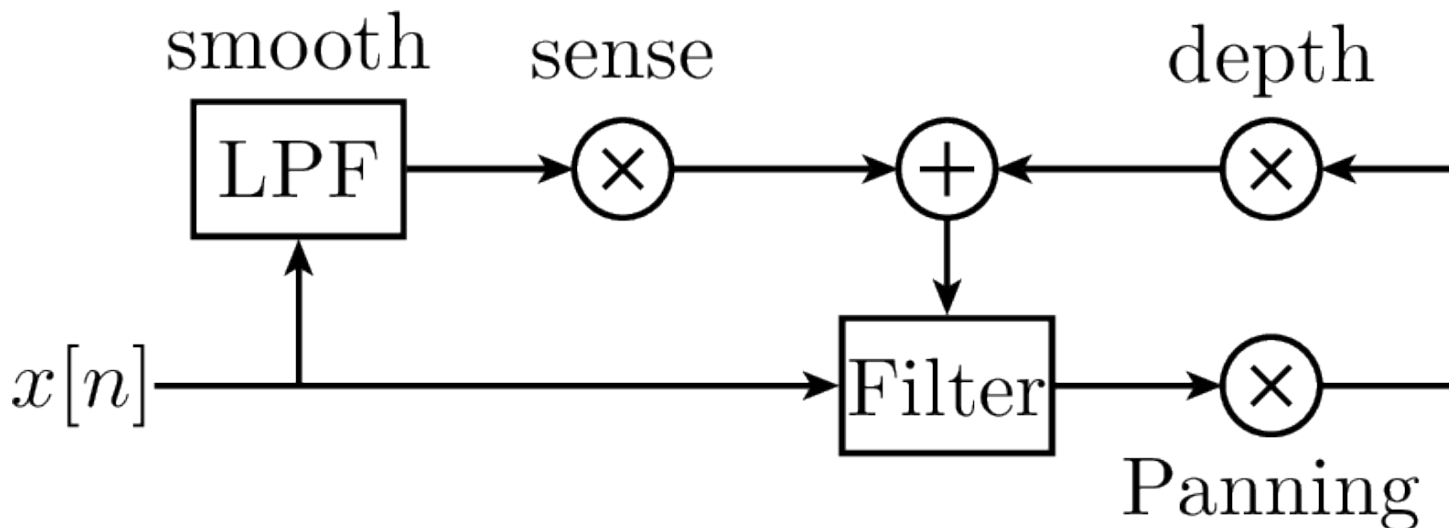 smooth
sense
depth
LPF
×
+
×
x[n]
Filter
×
Panning